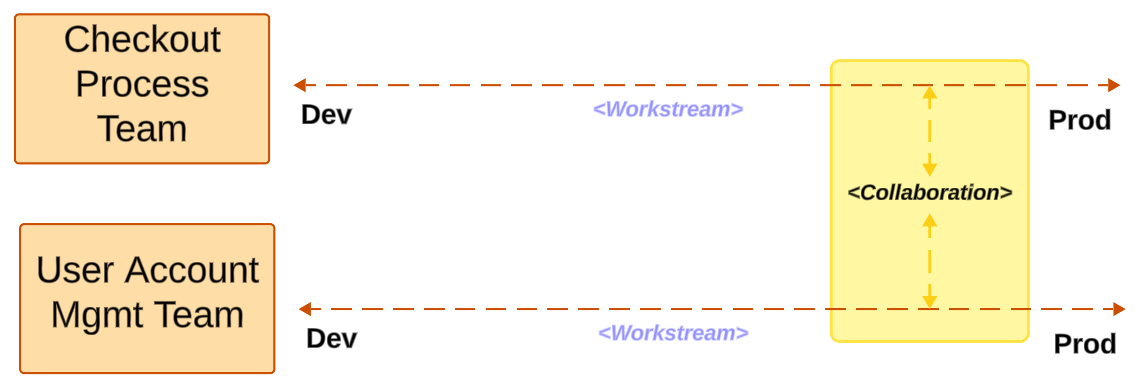 Checkout
Process
Team
Dev
<Workstream>
Prod
<Collaboration>
User Account
Mgmt Team
Dev
<Workstream>
Prod